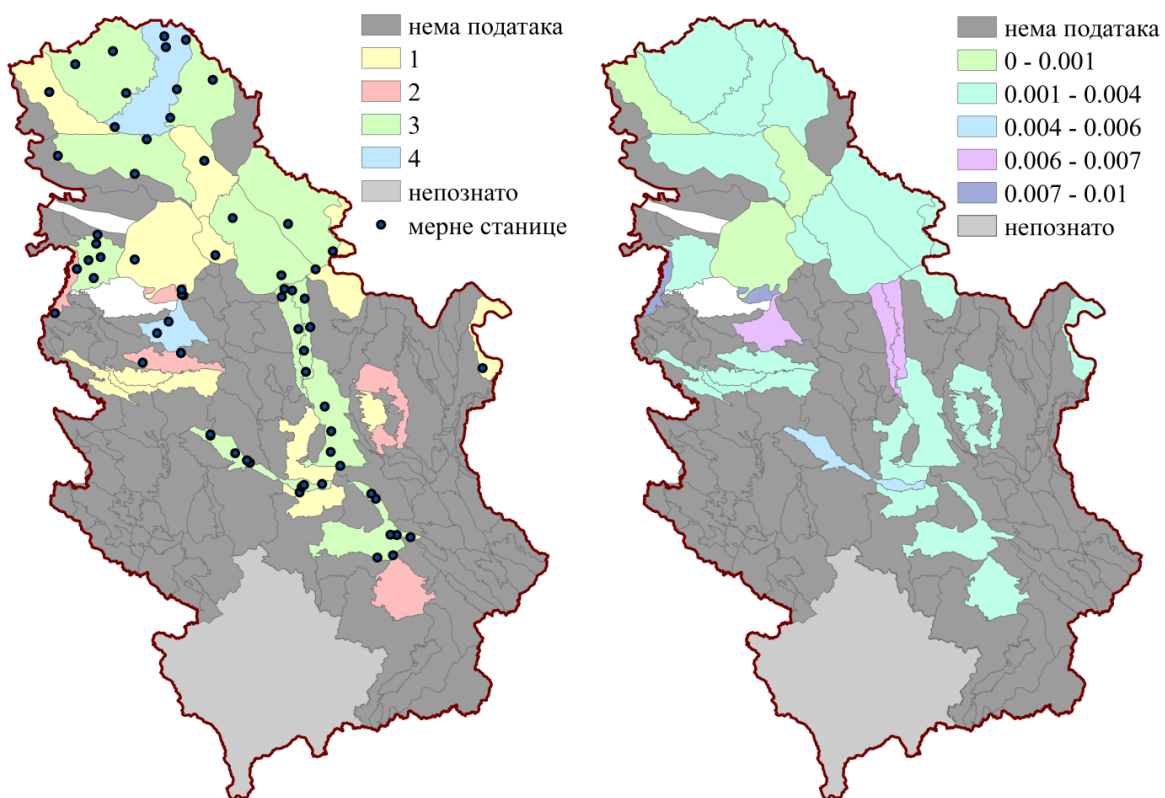 нема података
1
2
3
4
непознато
мерне станице
нема података
0 - 0.001
0.001 - 0.004
0.004 - 0.006
0.006 - 0.007
0.007 - 0.01
непознато